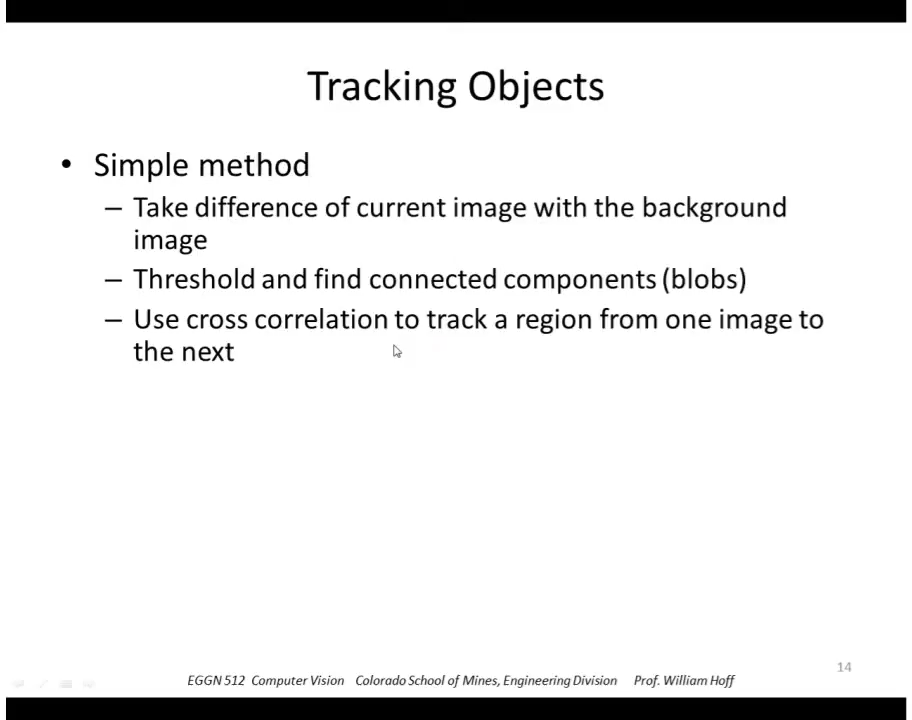 Tracking Objects
• Simple method
– Take difference of current image with the background
image
– Threshold and find connected components (blobs)
– Use cross correlation to track a region from one image to
the next
14
EGGN 512 Computer Vision Colorado School of Mines, Engineering Division Prof. William Hoff